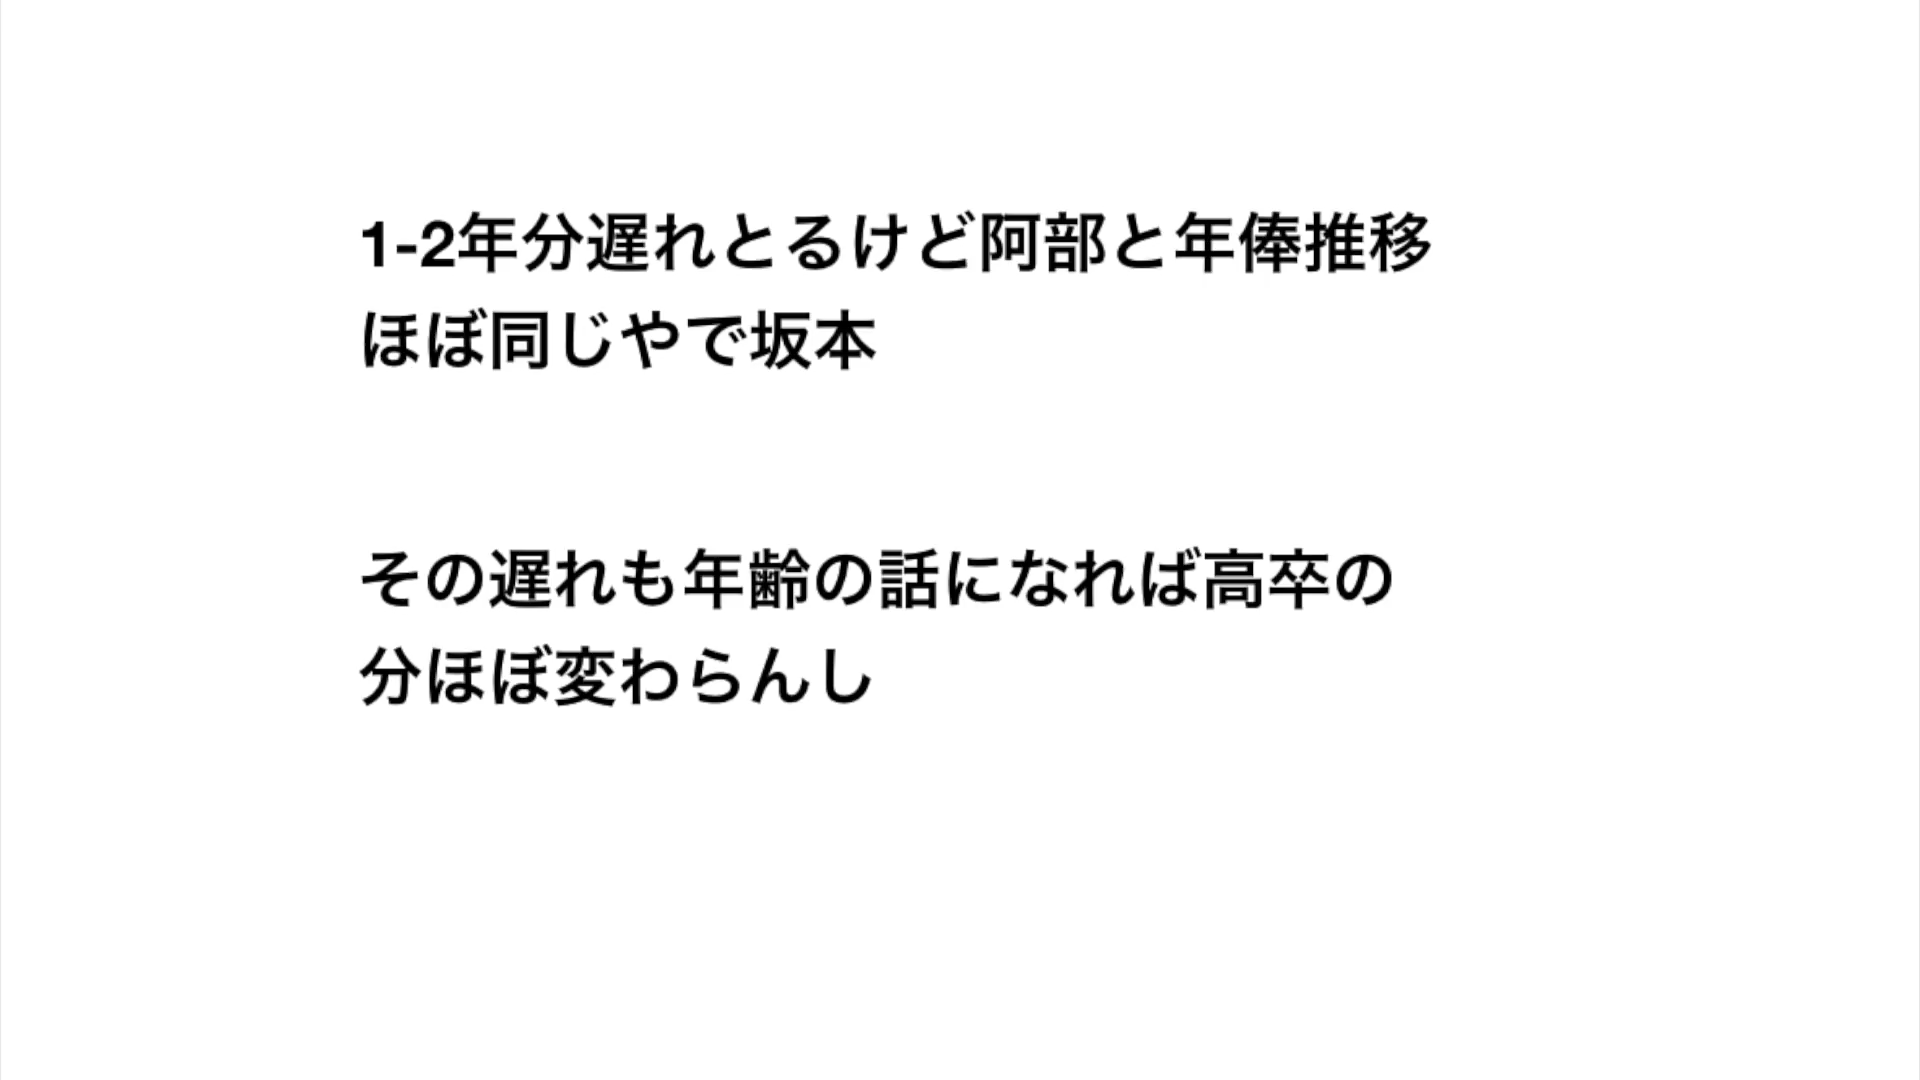 1-2年分遅れとるけど阿部と年俸推移
ほぼ同じやで坂本
その遅れも年齢の話になれば高卒の
分ほぼ変わらんし